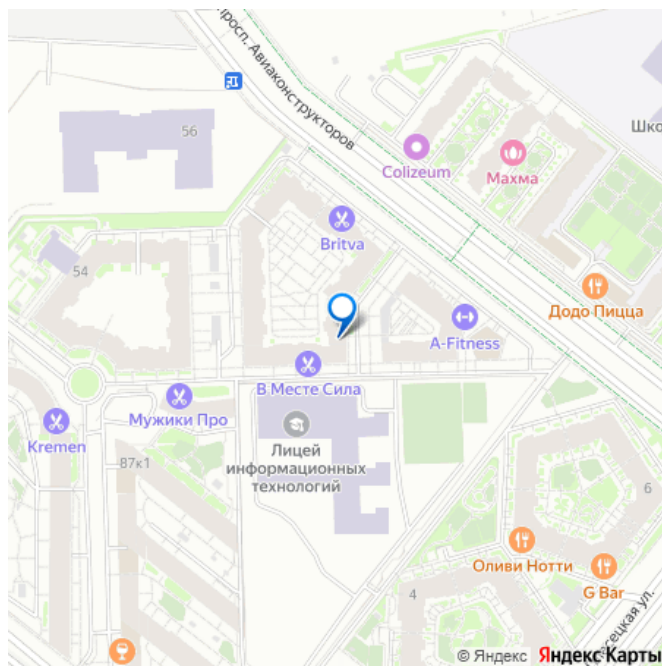 просп. Авиаконструкторов
56
Шко
Colizeum
Махма
Britva
54
Додо Пицца
A-Fitness
В Месте Сила
Мужики Про
Kremen
Лицей
информационных
технологий
87к1
6
Оливи Нотти
G Bar
4
сецкая ул.
© Яндекс Яндекс Карты